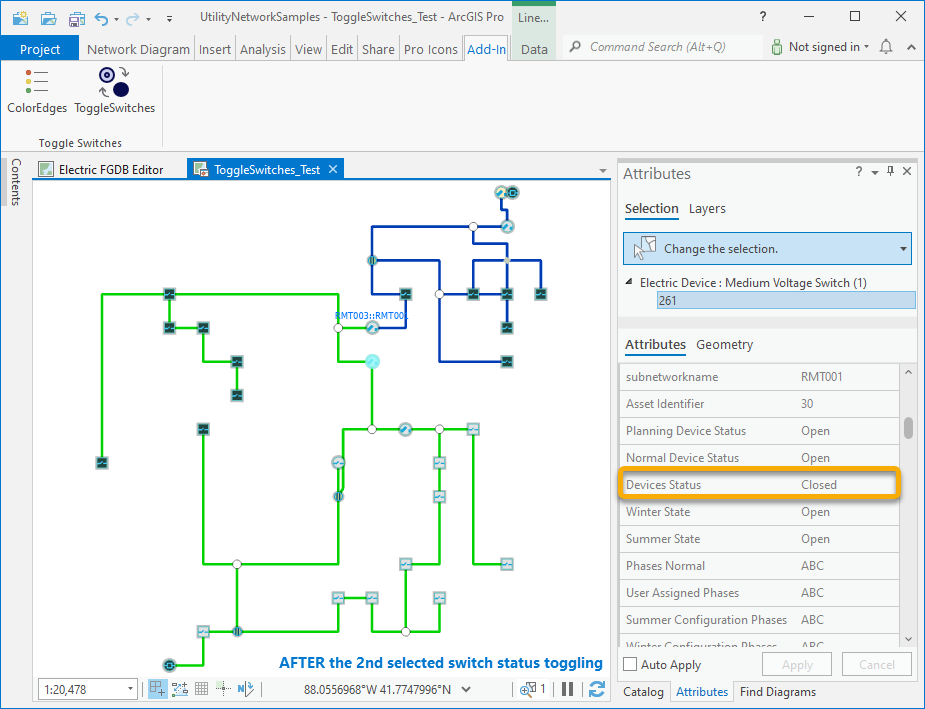 UtilityNetworkSamples - ToggleSwitches_Test - ArcGIS Pro
Line...
?
Project
Network Diagram
Insert
Analysis
View
Edit
Share
Pro Icons
Add-In
Data
Command Search (Alt+Q)
Not signed in
ColorEdges
ToggleSwitches
Toggle Switches
Contents
Electric FGDB Editor
ToggleSwitches_Test
RMT003::RMT001
AFTER the 2nd selected switch status toggling
1:20,478
88.0556968°W 41.7747996°N
1
Attributes
?
Selection
Layers
Change the selection.
Electric Device : Medium Voltage Switch (1)
261
Attributes
Geometry
subnetworkname RMT001
Asset Identifier 30
Planning Device Status Open
Normal Device Status Open
Devices Status Closed
Winter State Open
Summer State Open
Phases Normal ABC
User Assigned Phases ABC
Summer Configuration Phases ABC
Winter Configuration Phases ABC
Auto Apply
Apply
Cancel
Catalog
Attributes
Find Diagrams